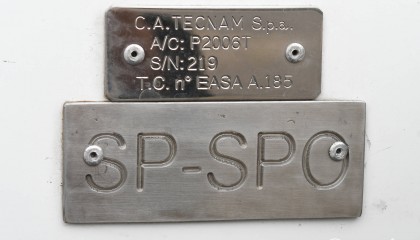 C.A.TECNAM S.p.a.
A/C: P2006T
S/N: 219
T.C. n° EASA A.185
SP-SPO